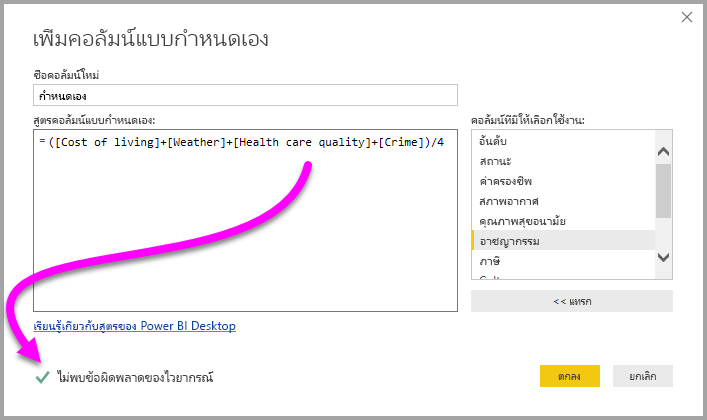 เพิ่มคอลัมน์แบบกำหนดเอง
ชื่อคอลัมน์ใหม่
กำหนดเอง
สูตรคอลัมน์แบบกำหนดเอง:
=([Cost of living]+[Weather]+[Health care quality]+[Crime])/4
คอลัมน์ที่มีให้เลือกใช้งาน:
อันดับ
สถานะ
ค่าครองชีพ
สภาพอากาศ
คุณภาพสุขอนามัย
อาชญากรรม
ภาษี
<< แทรก
เรียนรู้เกี่ยวกับสูตรของ Power BI Desktop
ไม่พบข้อผิดพลาดของไวยากรณ์
ตกลง
ยกเลิก